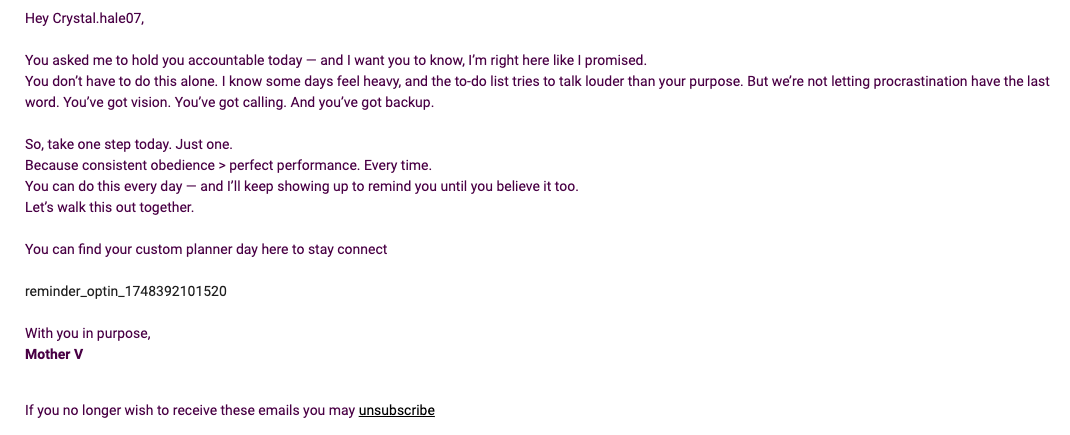 Hey Crystal.hale07,
You asked me to hold you accountable today — and I want you to know, I’m right here like I promised.
You don’t have to do this alone. I know some days feel heavy, and the to-do list tries to talk louder than your purpose. But we’re not letting procrastination have the last
word. You’ve got vision. You’ve got calling. And you’ve got backup.
So, take one step today. Just one.
Because consistent obedience > perfect performance. Every time.
You can do this every day — and I’ll keep showing up to remind you until you believe it too.
Let’s walk this out together.
You can find your custom planner day here to stay connect
reminder_optin_1748392101520
With you in purpose,
Mother V
If you no longer wish to receive these emails you may unsubscribe